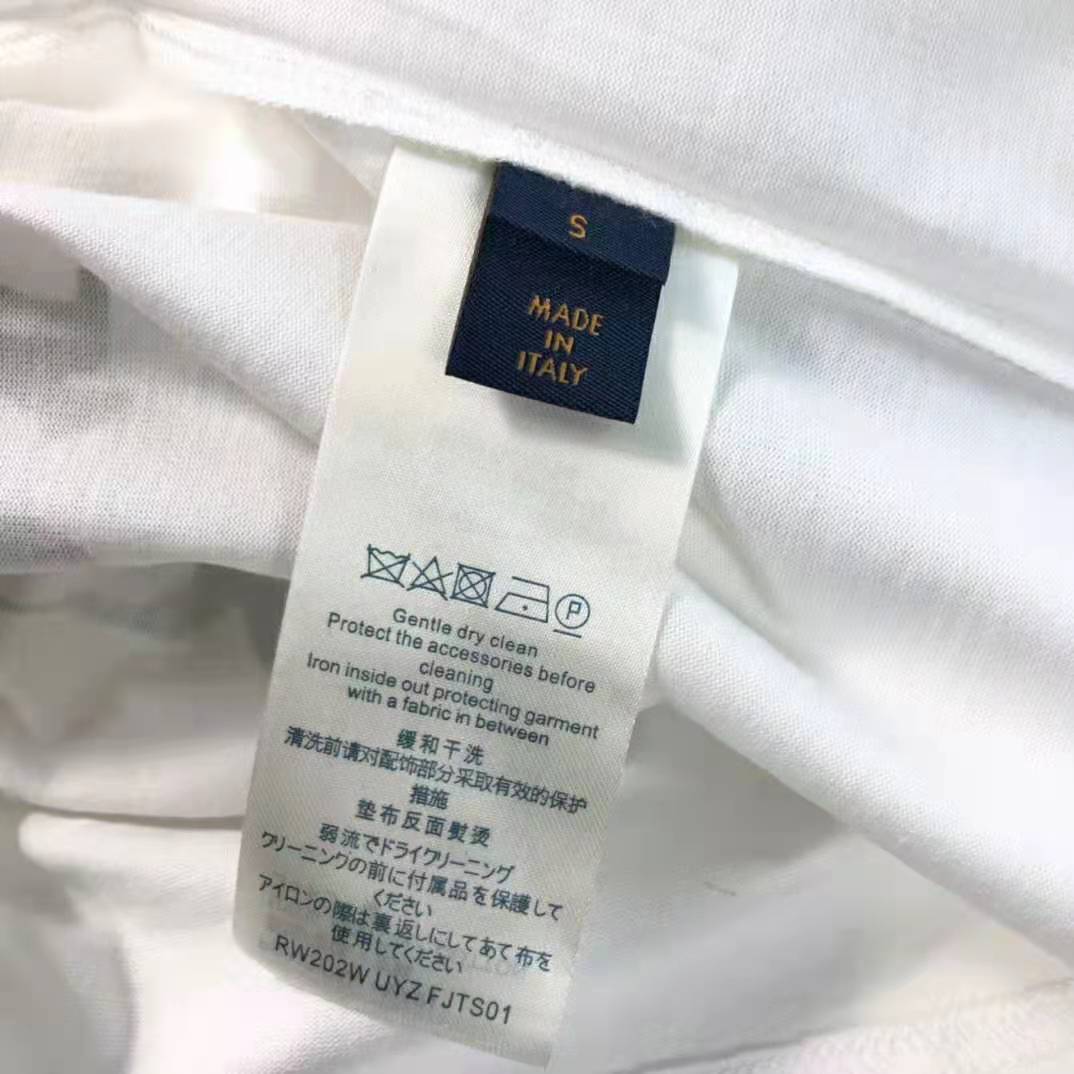 S
MADE
IN
ITALY
P
Gentle dry clean
Protect the accessories before
cleaning
Iron inside out protecting garment
with a fabric in between
缓和干洗
清洗前请对配饰部分采取有效的保护
措施
垫布反面熨烫
弱流でドライクリーニング
クリーニングの前に付属品を保護して
ください
アイロンの際は裏返しにしてあて布を
使用してください
RW202W UYZ FJTS01